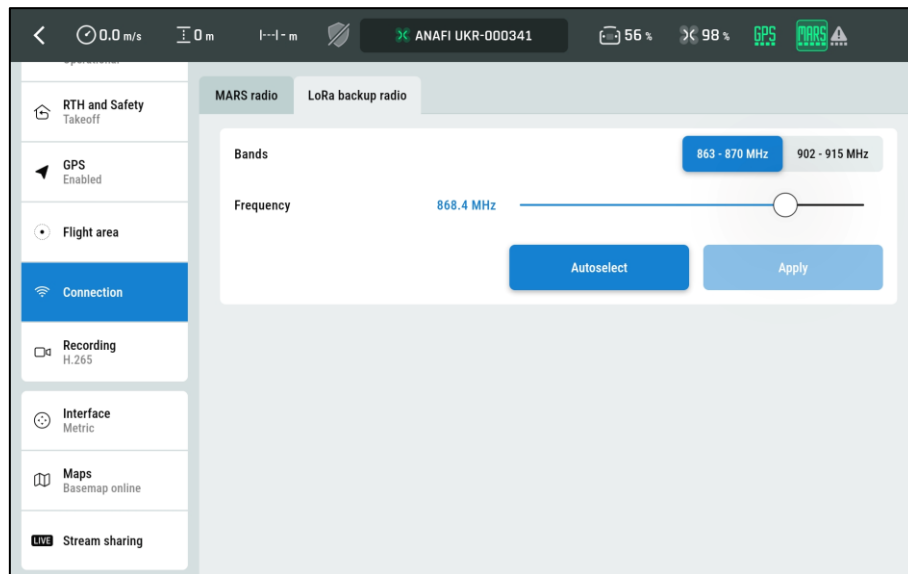 0.0 m/s
0 m
- m
ANAFI UKR-000341
56 %
98 %
GPS
MARS
RTH and Safety
Takeoff
GPS
Enabled
Flight area
Connection
Recording
H.265
Interface
Metric
Maps
Basemap online
LIVE Stream sharing
MARS radio
LoRa backup radio
Bands
863 - 870 MHz
902 - 915 MHz
Frequency
868.4 MHz
Autoselect
Apply